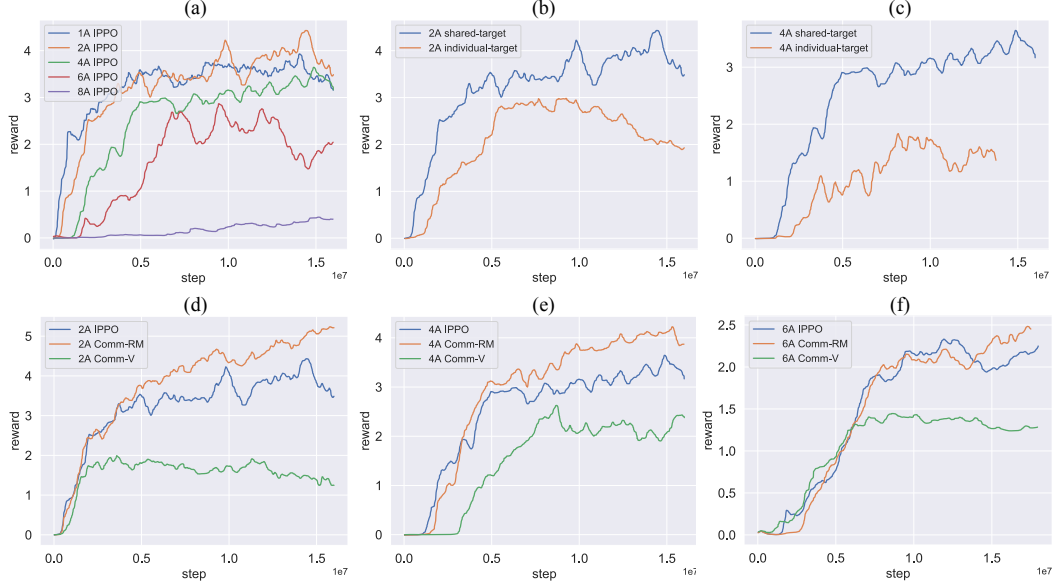 (a)
1A IPPO
2A IPPO
4A IPPO
6A IPPO
8A IPPO
reward
4
3
2
1
0
0.0 0.5 1.0 1.5
step
1e7
(b)
2A shared-target
2A individual-target
reward
4
3
2
1
0
0.0 0.5 1.0 1.5
step
1e7
(c)
4A shared-target
4A individual-target
reward
3
2
1
0
0.0 0.5 1.0 1.5
step
1e7
(d)
2A IPPO
2A Comm-RM
2A Comm-V
reward
5
4
3
2
1
0
0.0 0.5 1.0 1.5
step
1e7
(e)
4A IPPO
4A Comm-RM
4A Comm-V
reward
4
3
2
1
0
0.0 0.5 1.0 1.5
step
1e7
(f)
6A IPPO
6A Comm-RM
6A Comm-V
reward
2.5
2.0
1.5
1.0
0.5
0.0
0.0 0.5 1.0 1.5
step
1e7